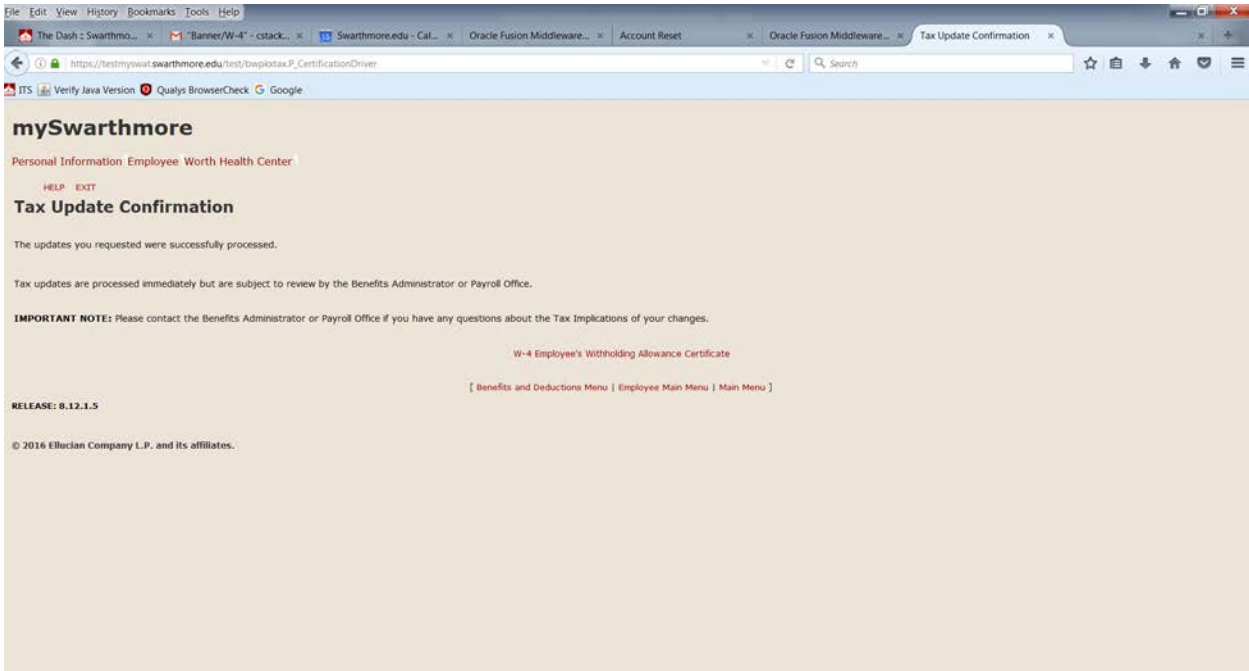 File Edit View History Bookmarks Tools Help
The Dash :: Swarthmo... M "Banner/W-4" - cstack... Swarthmore.edu - Cal... Oracle Fusion Middleware... Account Reset Oracle Fusion Middleware... Tax Update Confirmation
https://testmyswat.swarthmore.edu/test/bwpkxtax.P_CertificationDriver Search
ITS Verify Java Version Qualys BrowserCheck G Google
mySwarthmore
Personal Information Employee Worth Health Center
HELP EXIT
Tax Update Confirmation
The updates you requested were successfully processed.
Tax updates are processed immediately but are subject to review by the Benefits Administrator or Payroll Office.
IMPORTANT NOTE: Please contact the Benefits Administrator or Payroll Office if you have any questions about the Tax Implications of your changes.
W-4 Employee's Withholding Allowance Certificate
[ Benefits and Deductions Menu | Employee Main Menu | Main Menu ]
RELEASE: 8.12.1.5
© 2016 Ellucian Company L.P. and its affiliates.